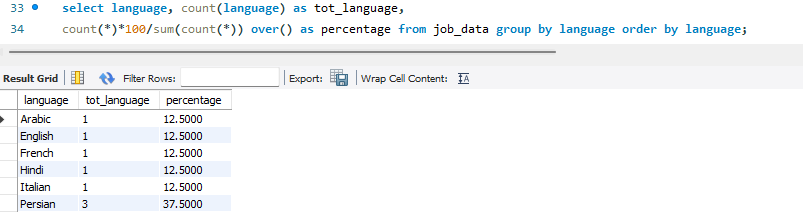 33 select language, count(language) as tot_language,
34 count(*)*100/sum(count(*)) over() as percentage from job_data group by language order by language;
Result Grid Filter Rows: Export: Wrap Cell Content: IA
language tot_language percentage
Arabic 1 12.5000
English 1 12.5000
French 1 12.5000
Hindi 1 12.5000
Italian 1 12.5000
Persian 3 37.5000